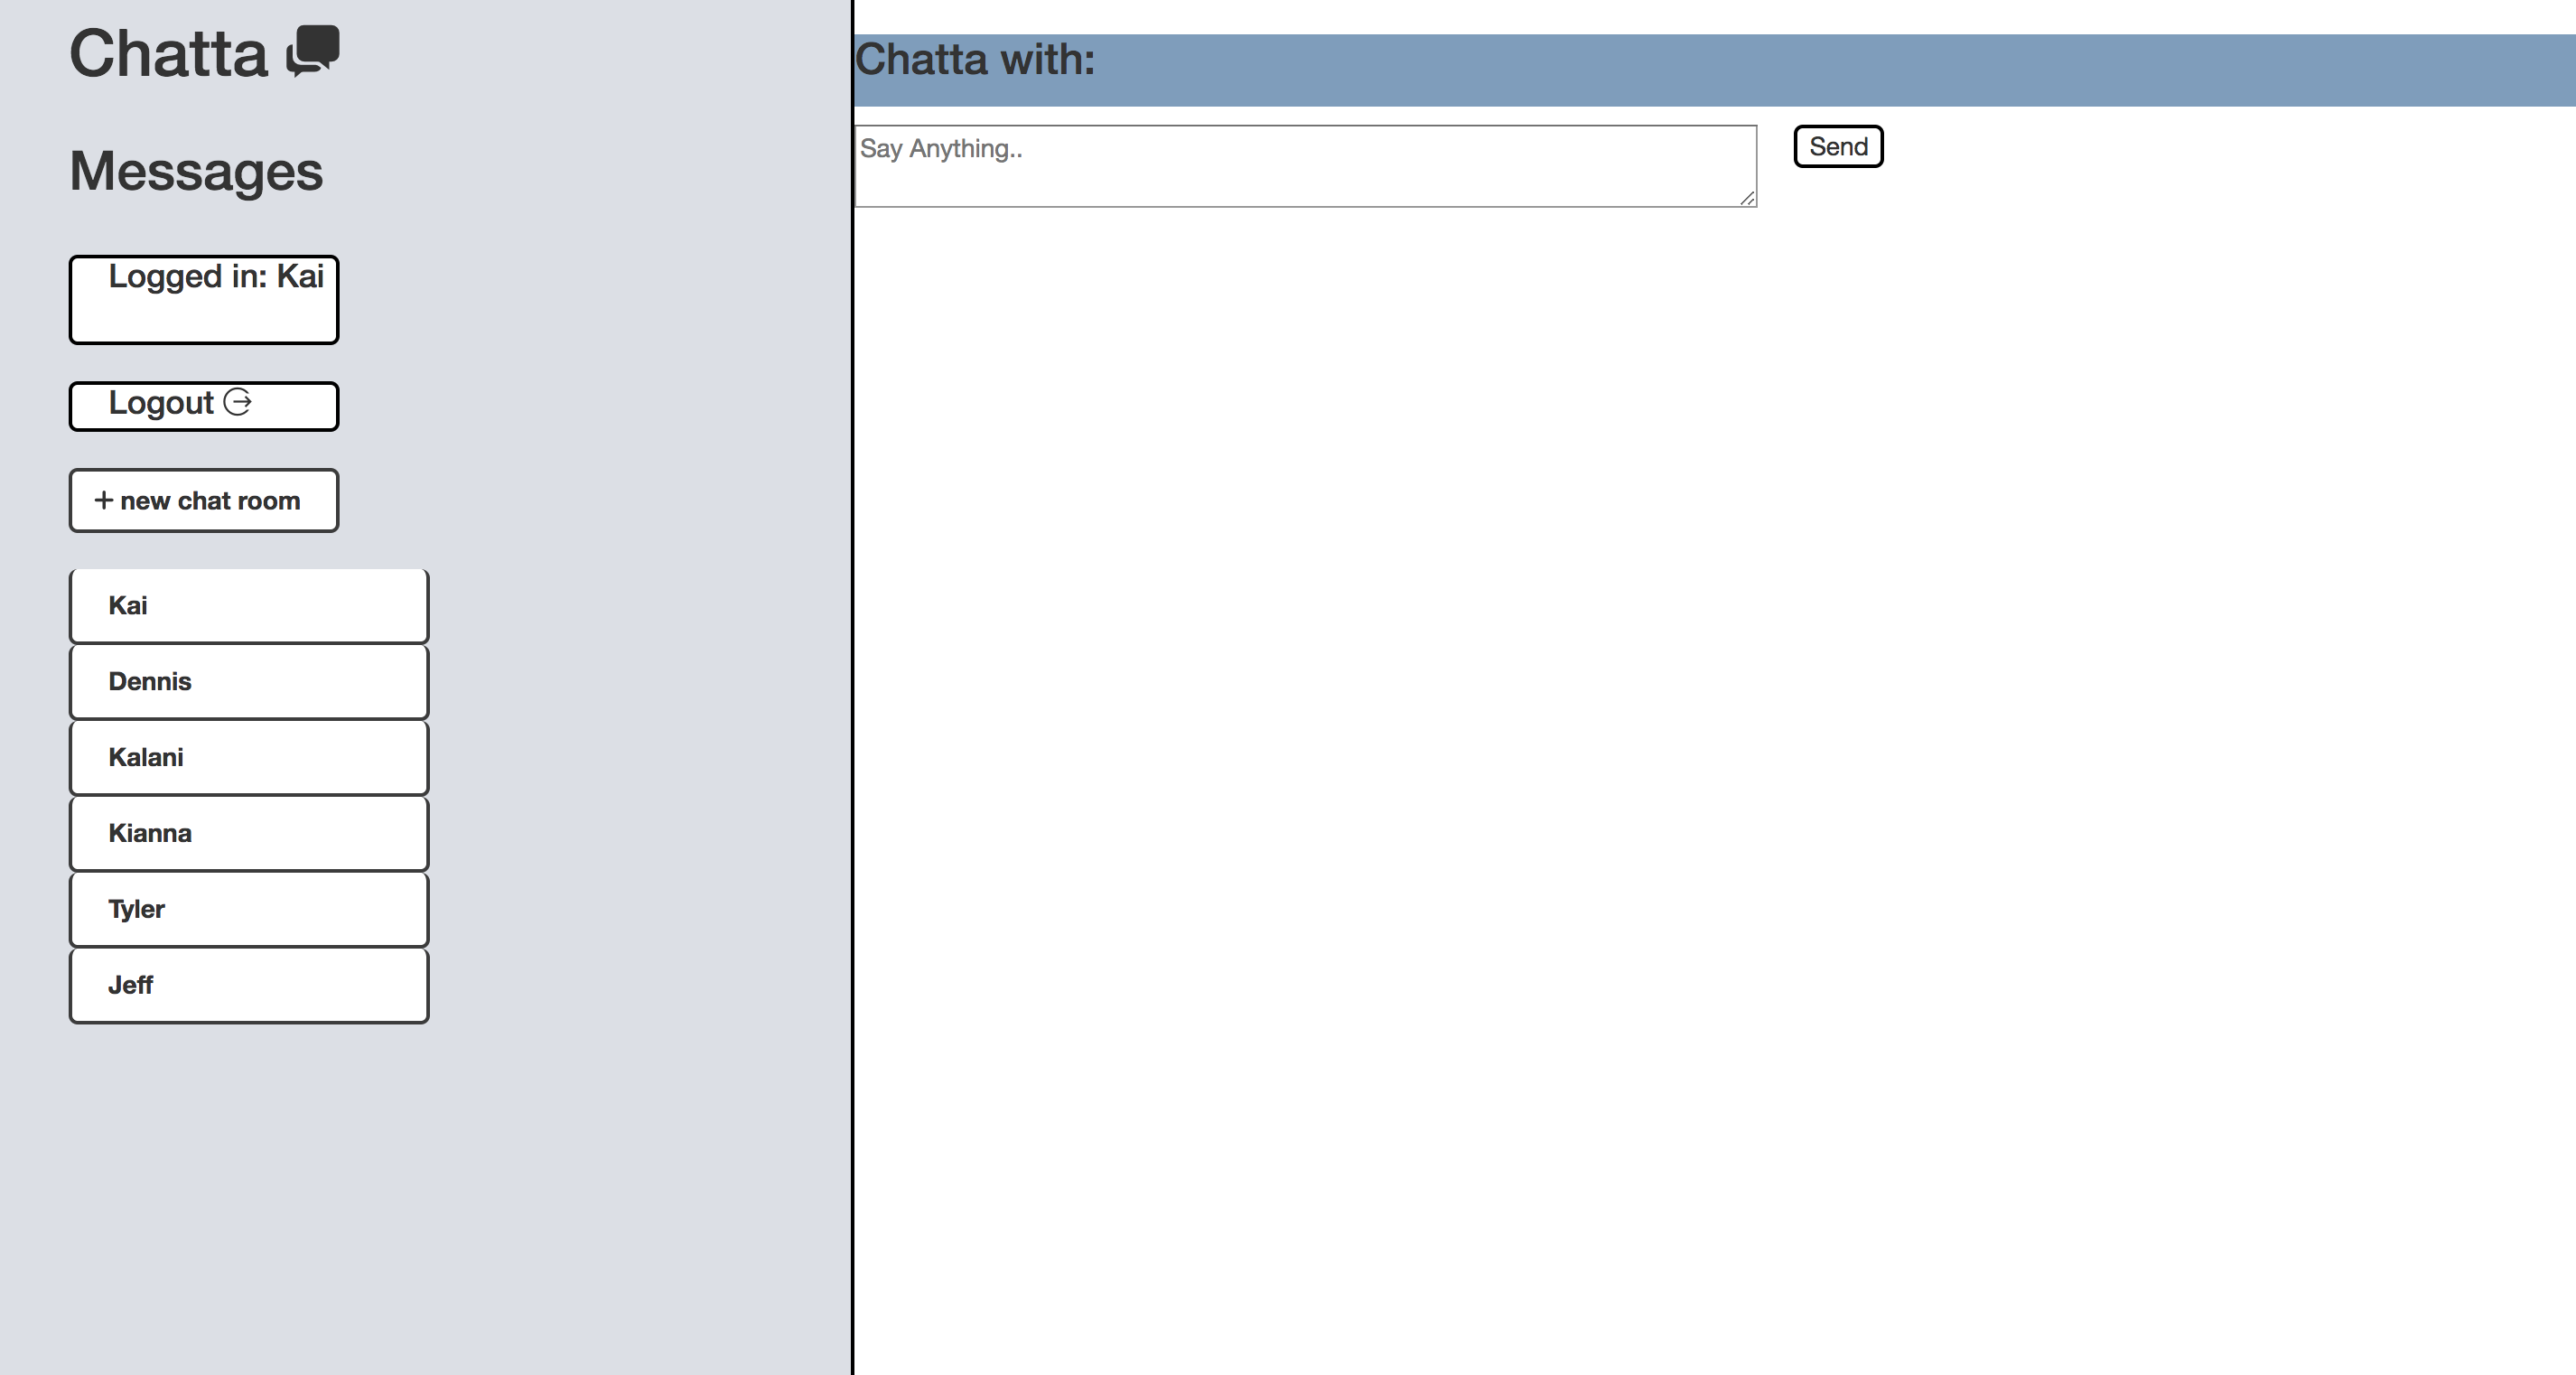 Chatta
Messages
Logged in: Kai
Logout
+ new chat room
Kai
Dennis
Kalani
Kianna
Tyler
Jeff
Chatta with:
Say Anything..
Send